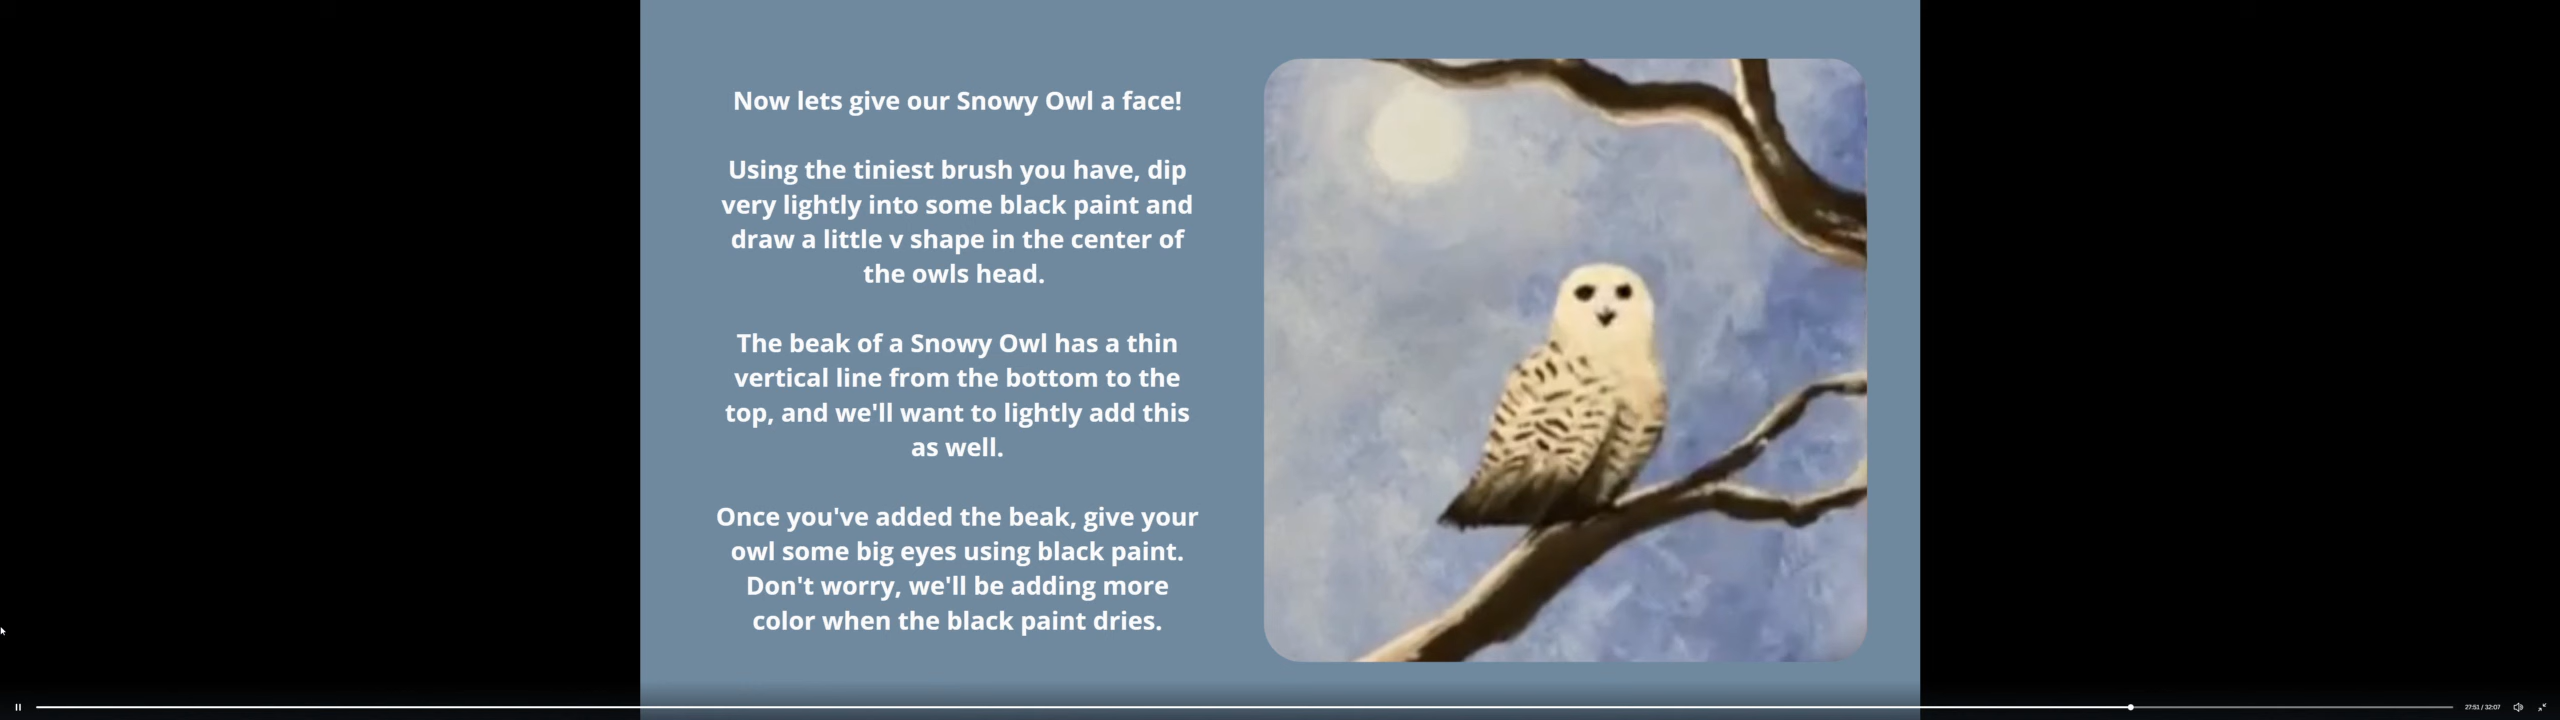 Now lets give our Snowy Owl a face!
Using the tiniest brush you have, dip
very lightly into some black paint and
draw a little v shape in the center of
the owls head.
The beak of a Snowy Owl has a thin
vertical line from the bottom to the
top, and we'll want to lightly add this
as well.
Once you've added the beak, give your
owl some big eyes using black paint.
Don't worry, we'll be adding more
color when the black paint dries.
27:51 / 32:07